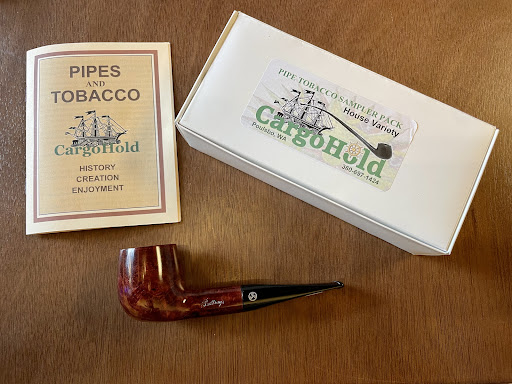 PIPES
AND
TOBACCO
CargoHold
HISTORY
CREATION
ENJOYMENT
PIPE TOBACCO SAMPLER PACK
House Variety
CargoHold
Poulsbo, WA
360-697-1424